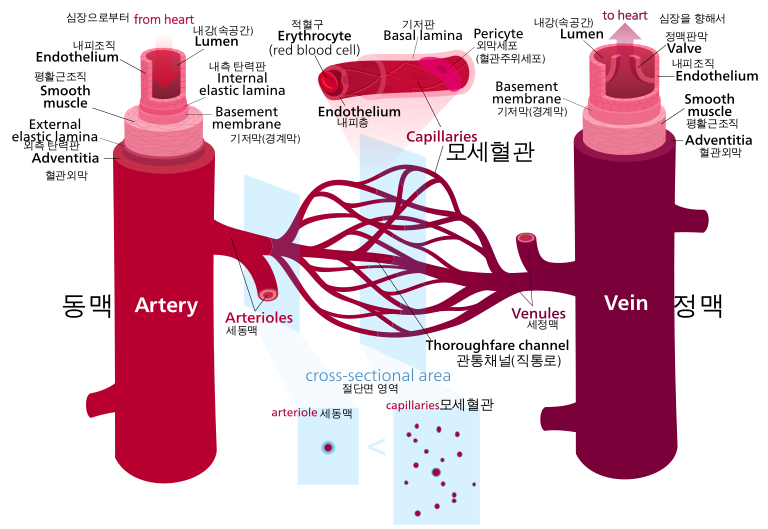 심장으로부터
from heart
내강(속공간)
Lumen
내피조직
Endothelium
내측 탄력판
Internal
elastic lamina
평활근조직
Smooth
muscle
Basement
membrane
기저막(경계막)
External
elastic lamina
외측 탄력판
Adventitia
혈관외막
동맥
Artery
Arterioles
세동맥
적혈구
Erythrocyte
(red blood cell)
기저판
Basal lamina
Pericyte
외막세포
(혈관주위세포)
Endothelium
내피층
Capillaries
모세혈관
to heart
심장을 향해서
내강(속공간)
Lumen
정맥판막
Valve
내피조직
Endothelium
Basement
membrane
기저막(경계막)
Smooth
muscle
평활근조직
Adventitia
혈관외막
Vein
정맥
Venules
세정맥
Thoroughfare channel
관통채널(직통로)
cross-sectional area
절단면 영역
arteriole 세동맥
<
capillaries모세혈관